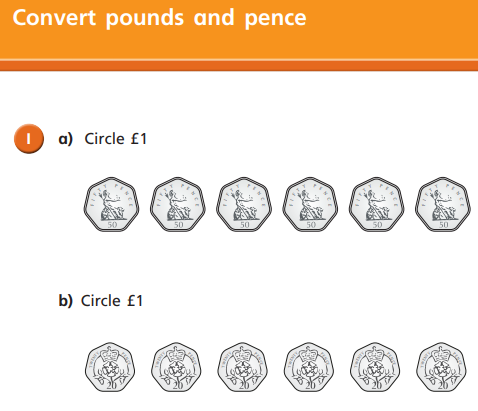 Convert pounds and pence
1 a) Circle £1
50 50 50 50 50 50
b) Circle £1
20 20 20 20 20 20